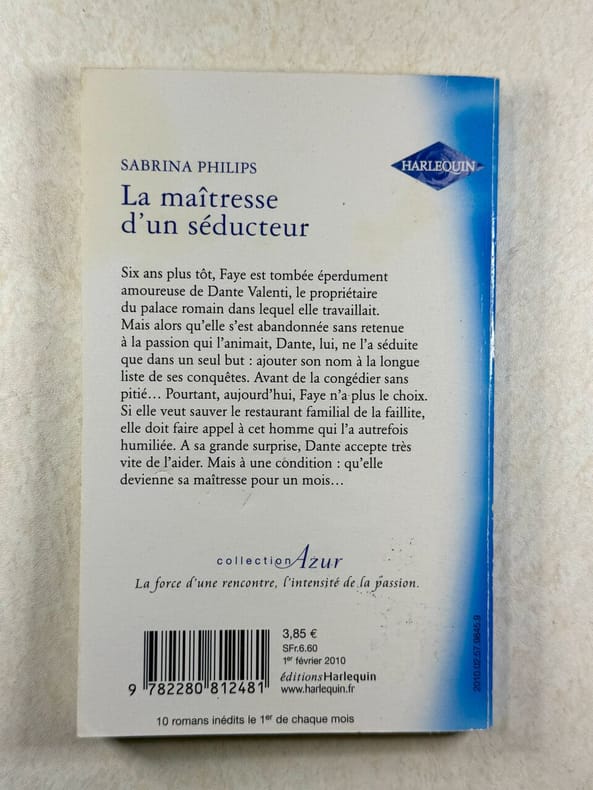 SABRINA PHILIPS
HARLEQUIN
La maîtresse
d'un séducteur
Six ans plus tôt, Faye est tombée éperdument
amoureuse de Dante Valenti, le propriétaire
du palace romain dans lequel elle travaillait.
Mais alors qu'elle s'est abandonnée sans retenue
à la passion qui l'animait, Dante, lui, ne l'a séduite
que dans un seul but : ajouter son nom à la longue
liste de ses conquêtes. Avant de la congédier sans
pitié… Pourtant, aujourd'hui, Faye n'a plus le choix.
Si elle veut sauver le restaurant familial de la faillite,
elle doit faire appel à cet homme qui l'a autrefois
humiliée. A sa grande surprise, Dante accepte très
vite de l'aider. Mais à une condition : qu'elle
devienne sa maîtresse pour un mois…
collection Azur
La force d'une rencontre, l'intensité de la passion.
3,85 €
SFr.6.60
1er février 2010
éditionsHarlequin
www.harlequin.fr
9 782280 812481
10 romans inédits le 1er de chaque mois
2010.02.57.9845.9